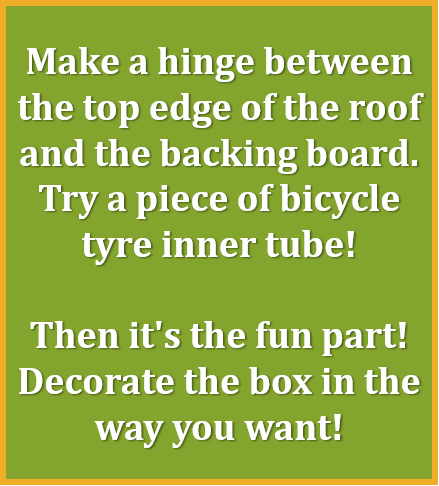 Make a hinge between
the top edge of the roof
and the backing board.
Try a piece of bicycle
tyre inner tube!
Then it's the fun part!
Decorate the box in the
way you want!